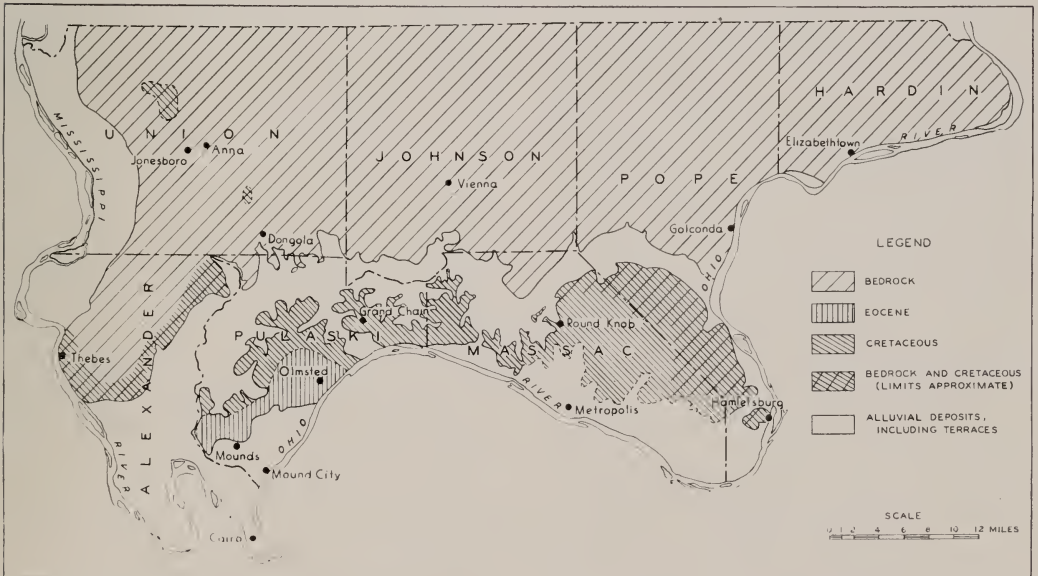 HARDIN
MISSISSIPPI
UNION
Jonesboro
Anna
Elizabethtown
RIVER
JOHNSON
Vienna
POPE
Golconda
Dongola
OHIO
ALEXANDER
Grand Chain
Round Knob
PULASKI
MASSAC
Thebes
Olmsted
RIVER
Metropolis
Hamletsburg
OHIO
Mounds
Mound City
RIVER
Cairo
LEGEND
BEDROCK
EOCENE
CRETACEOUS
BEDROCK AND CRETACEOUS
(LIMITS APPROXIMATE)
ALLUVIAL DEPOSITS,
INCLUDING TERRACES
SCALE
0 1 2 4 6 8 10 12 MILES